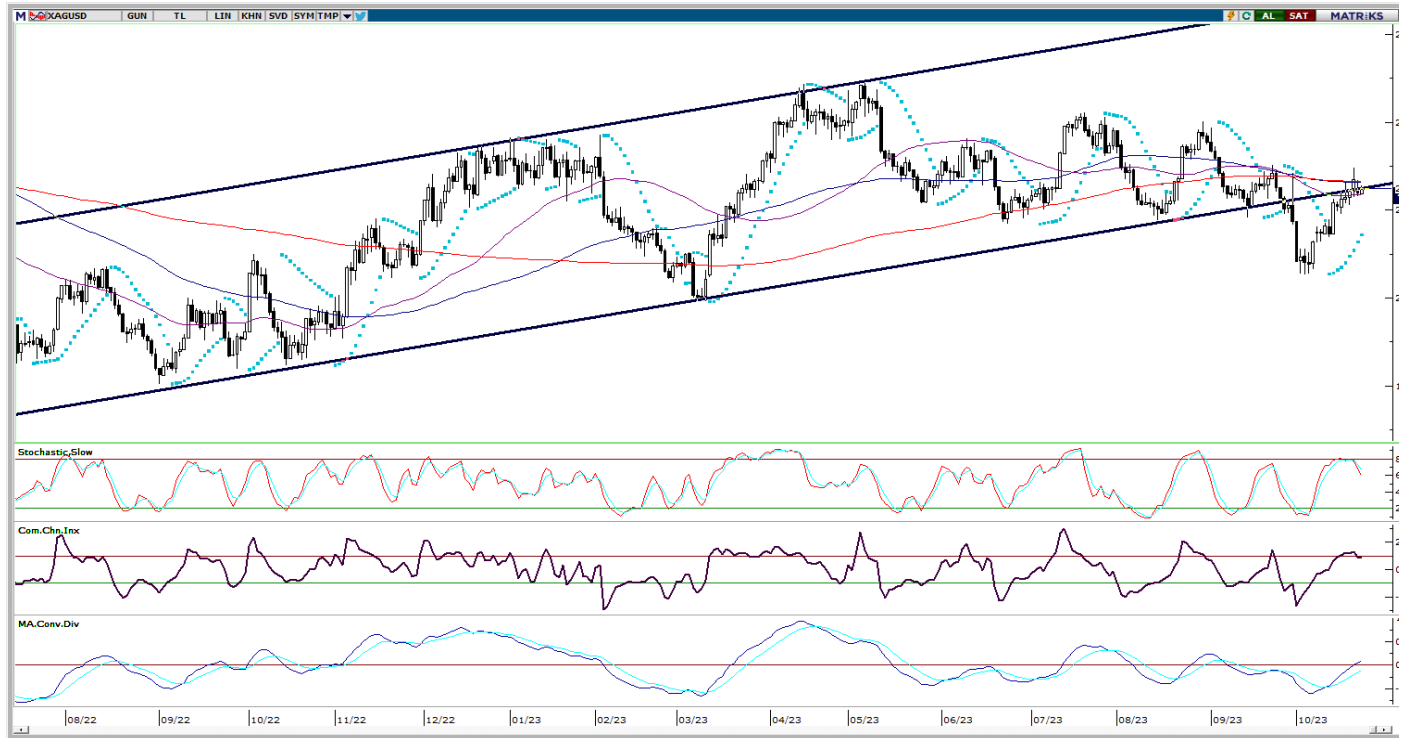 M XAGUSD GUN TL LIN KHN SVD SYM TMP AL SAT MATRİKS
Stochastic,Slow
Com.Chn.Inx
MA.Conv.Div
08/22 09/22 10/22 11/22 12/22 01/23 02/23 03/23 04/23 05/23 06/23 07/23 08/23 09/23 10/23